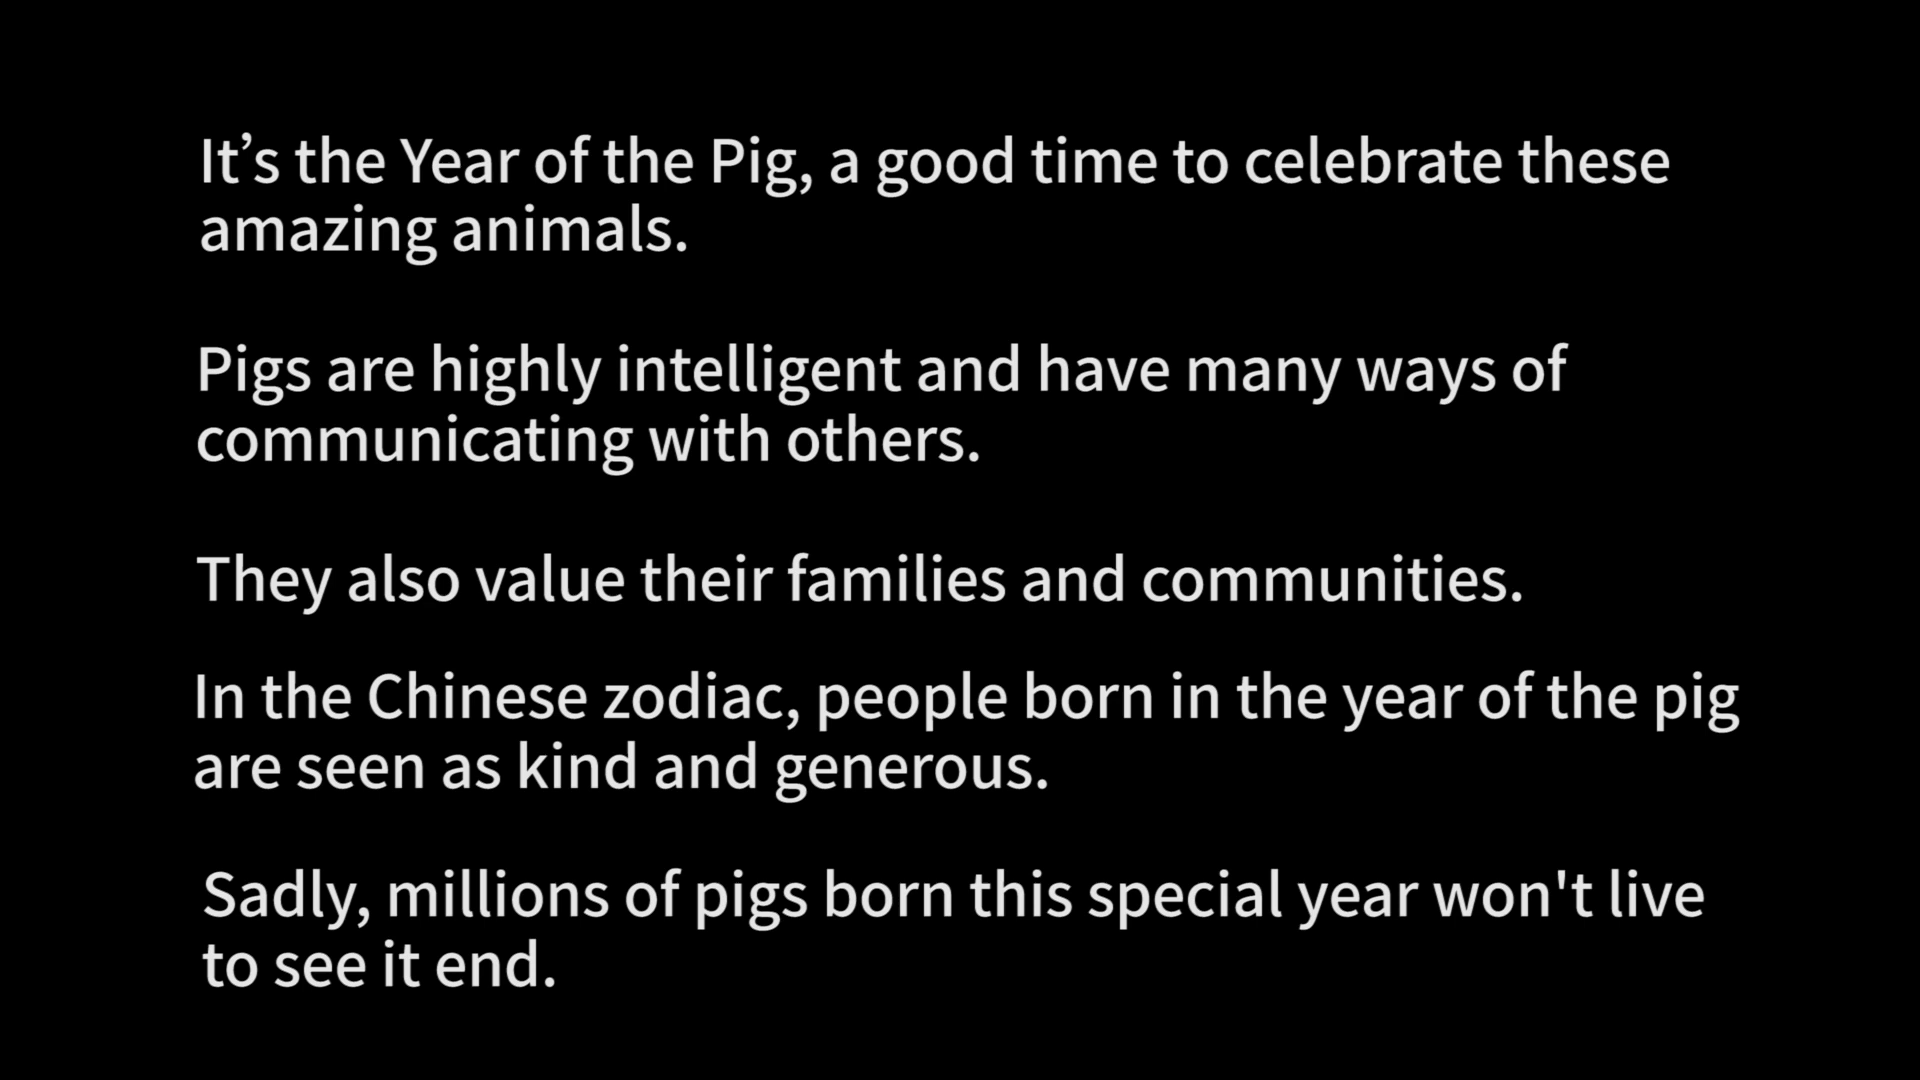 It’s the Year of the Pig, a good time to celebrate these
amazing animals.
Pigs are highly intelligent and have many ways of
communicating with others.
They also value their families and communities.
In the Chinese zodiac, people born in the year of the pig
are seen as kind and generous.
Sadly, millions of pigs born this special year won't live
to see it end.